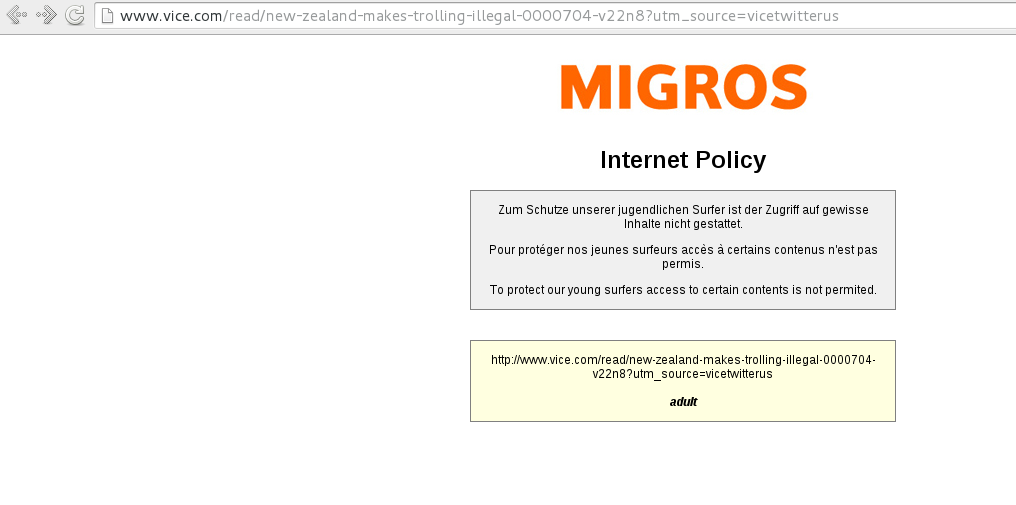 www.vice.com/read/new-zealand-makes-trolling-illegal-0000704-v22n8?utm_source=vicetwitterus
MIGROS
Internet Policy
Zum Schutze unserer jugendlichen Surfer ist der Zugriff auf gewisse
Inhalte nicht gestattet.
Pour protéger nos jeunes surfeurs accès à certains contenus n'est pas
permis.
To protect our young surfers access to certain contents is not permited.
http://www.vice.com/read/new-zealand-makes-trolling-illegal-0000704-
v22n8?utm_source=vicetwitterus
adult